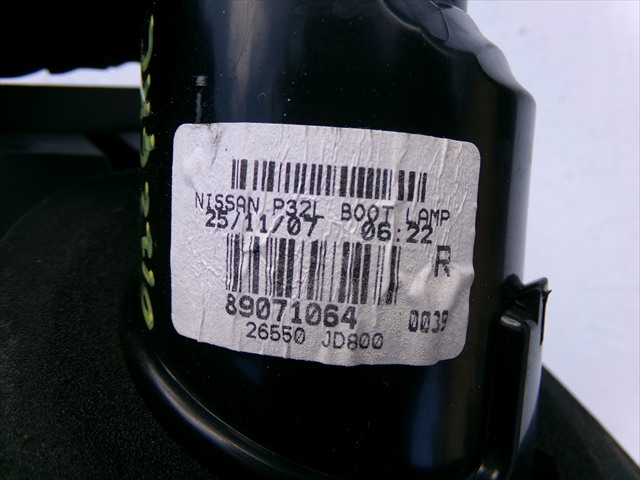 NISSAN P32L BOOT LAMP
25/11/07 06:22
R
89071064 0039
26550 JD800